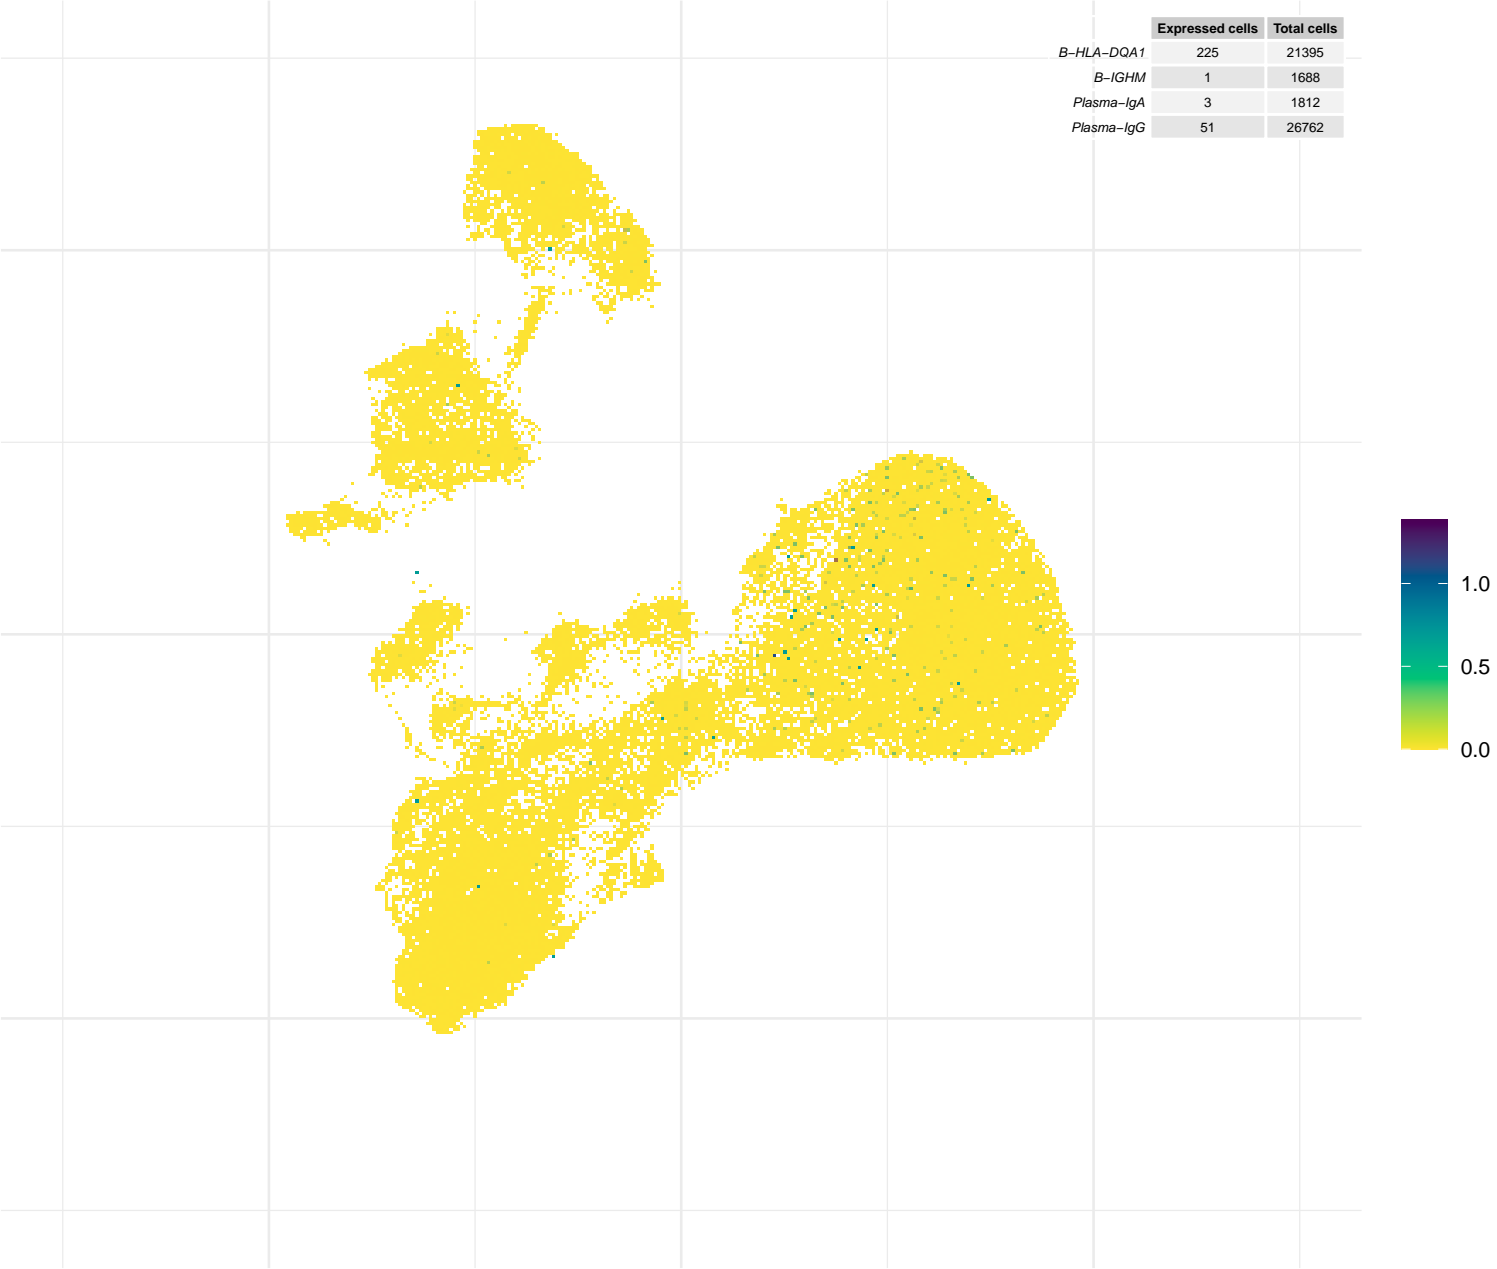 Expressed cells Total cells
B−HLA−DQA1 225 21395
B−IGHM 1 1688
Plasma−IgA 3 1812
Plasma−IgG 51 26762
1.0
0.5
0.0